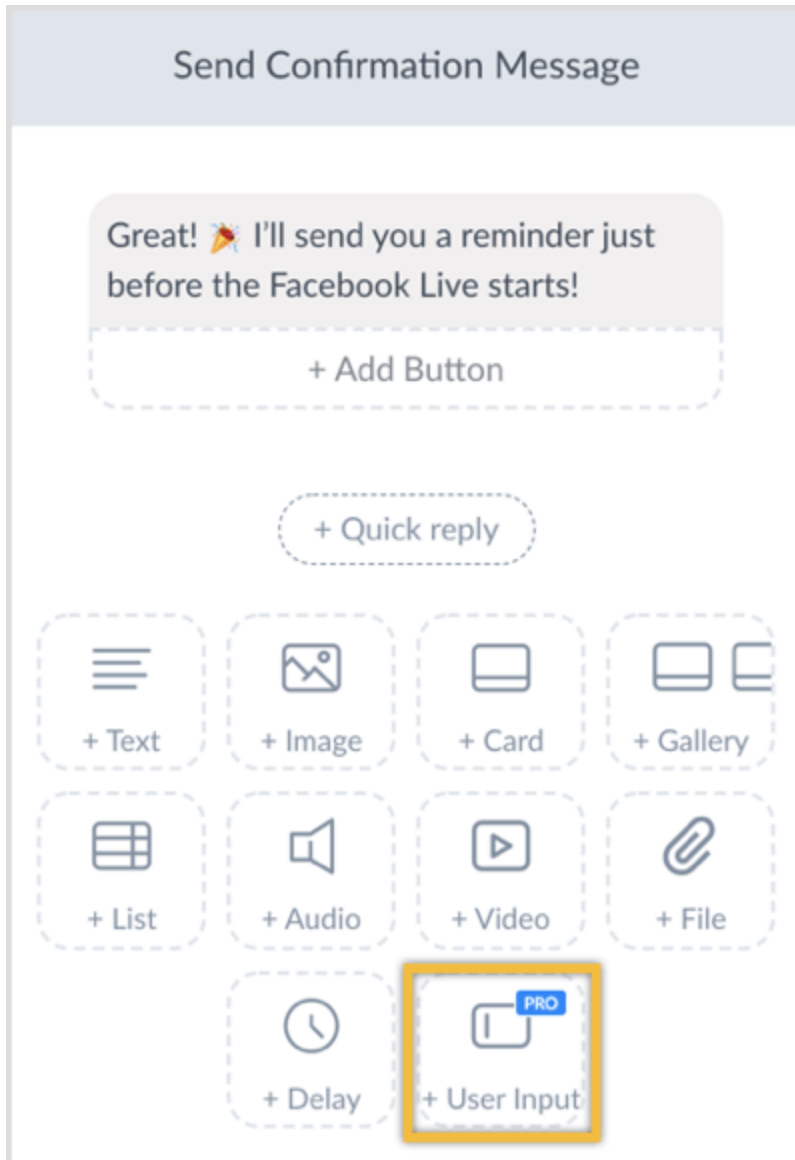 Send Confirmation Message
Great! 🎉 I'll send you a reminder just
before the Facebook Live starts!
+ Add Button
+ Quick reply
+ Text
+ Image
+ Card
+ Gallery
+ List
+ Audio
+ Video
+ File
+ Delay
PRO
+ User Input